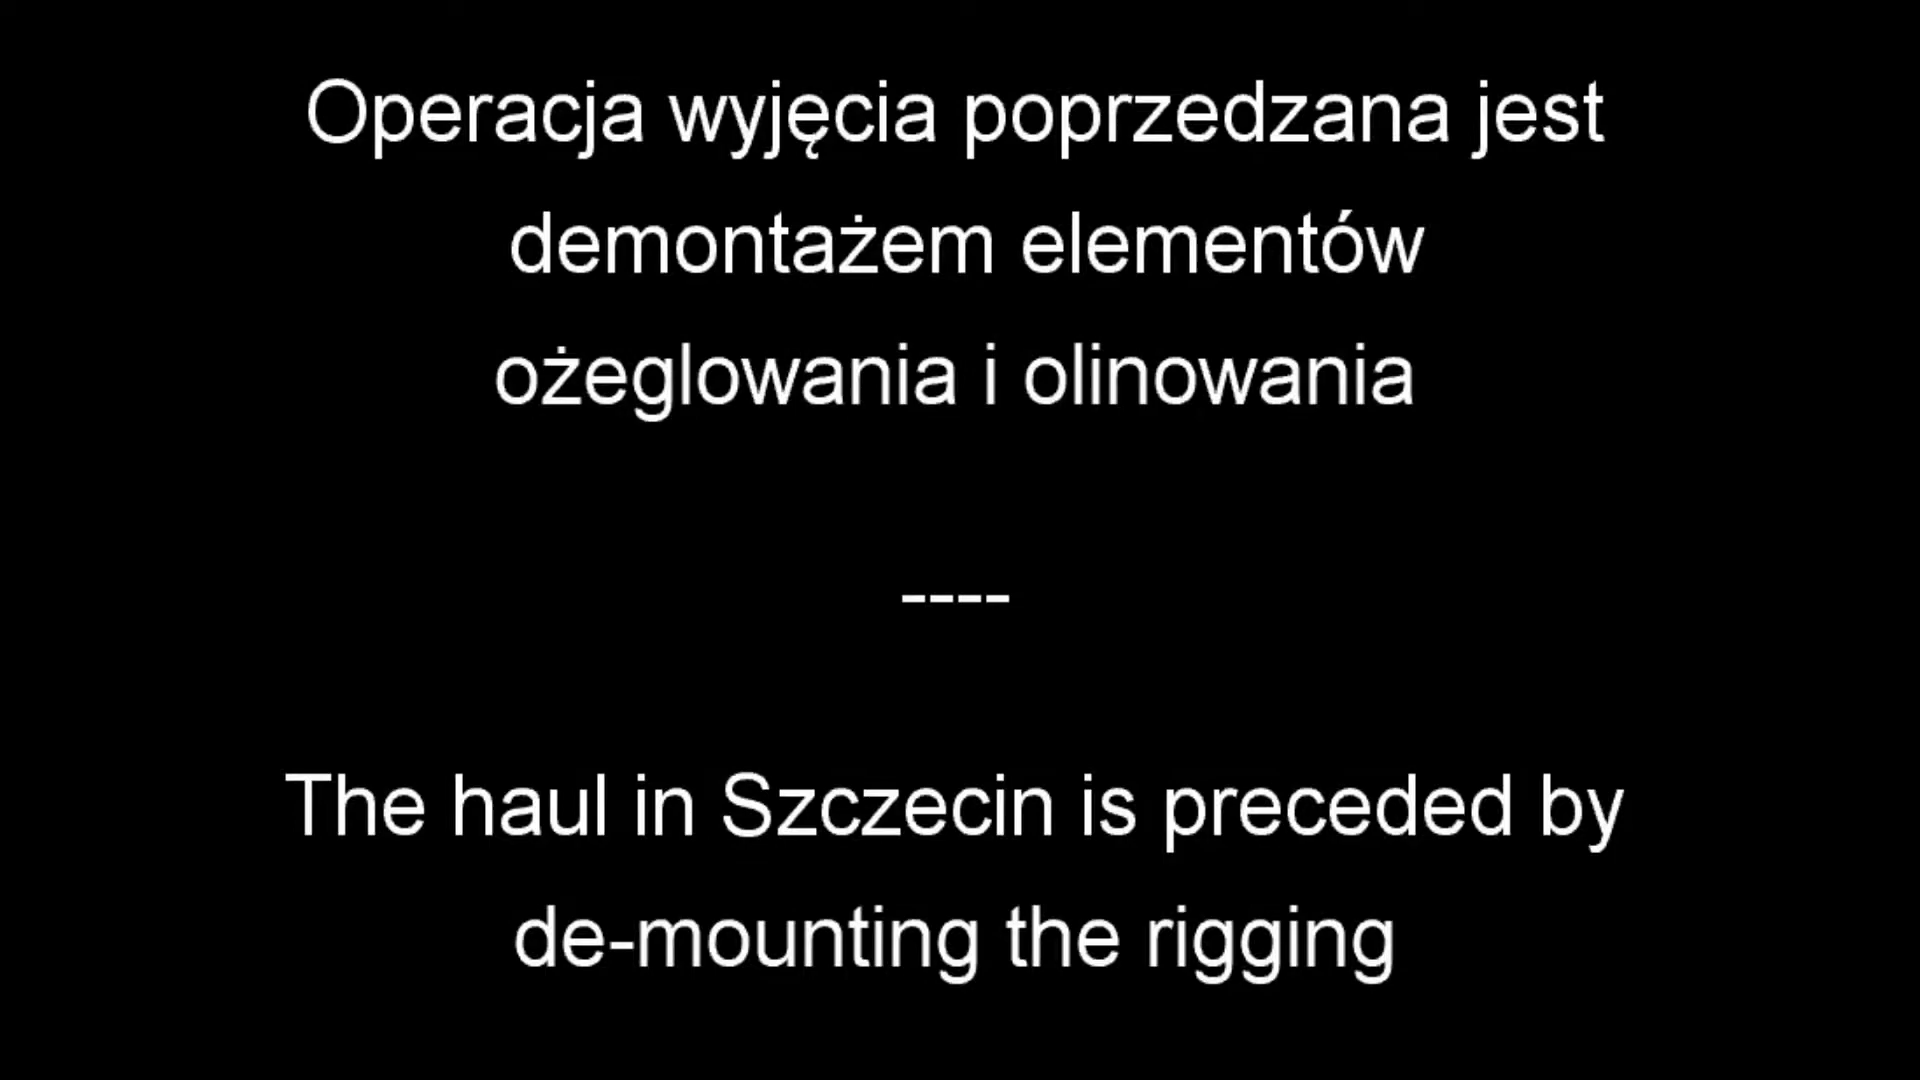 Operacja wyjęcia poprzedzana jest
demontażem elementów
ożeglowania i olinowania
----
The haul in Szczecin is preceded by
de-mounting the rigging